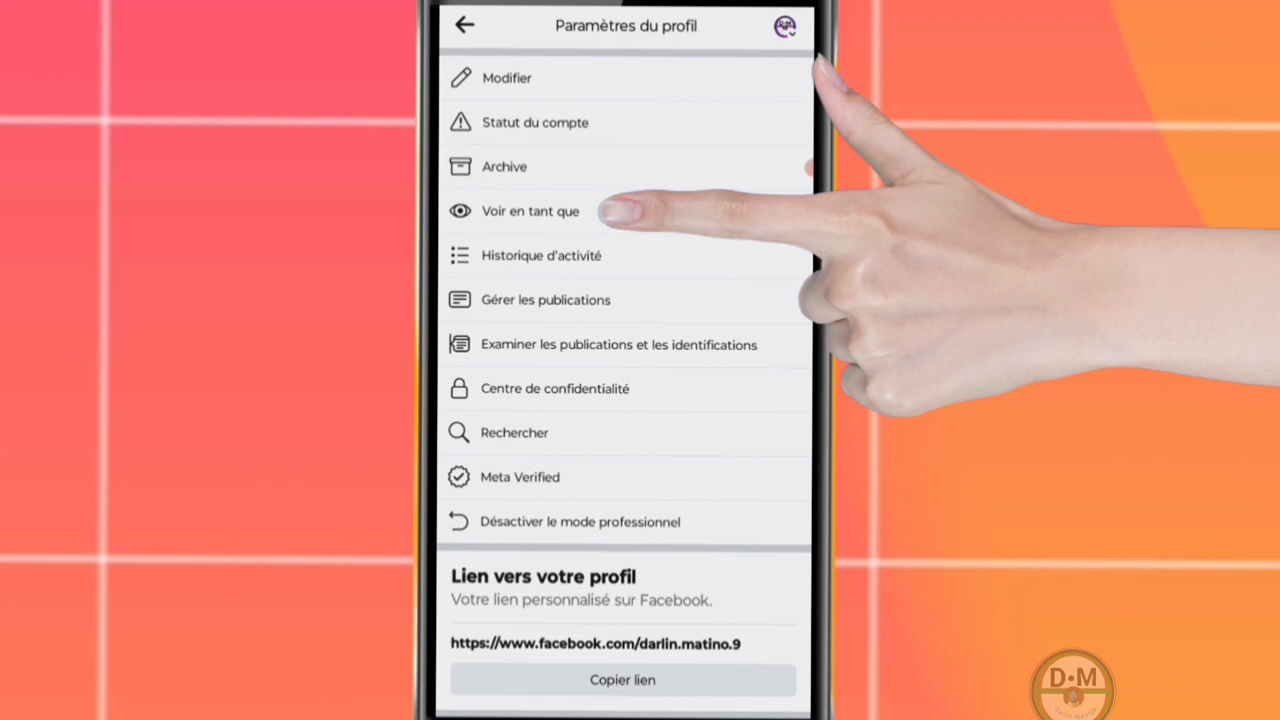 Paramètres du profil
Modifier
Statut du compte
Archive
Voir en tant que
Historique d'activité
Gérer les publications
Examiner les publications et les identifications
Centre de confidentialité
Rechercher
Meta Verified
Désactiver le mode professionnel
Lien vers votre profil
Votre lien personnalisé sur Facebook.
https://www.facebook.com/darlin.matino.9
Copier lien
D•M